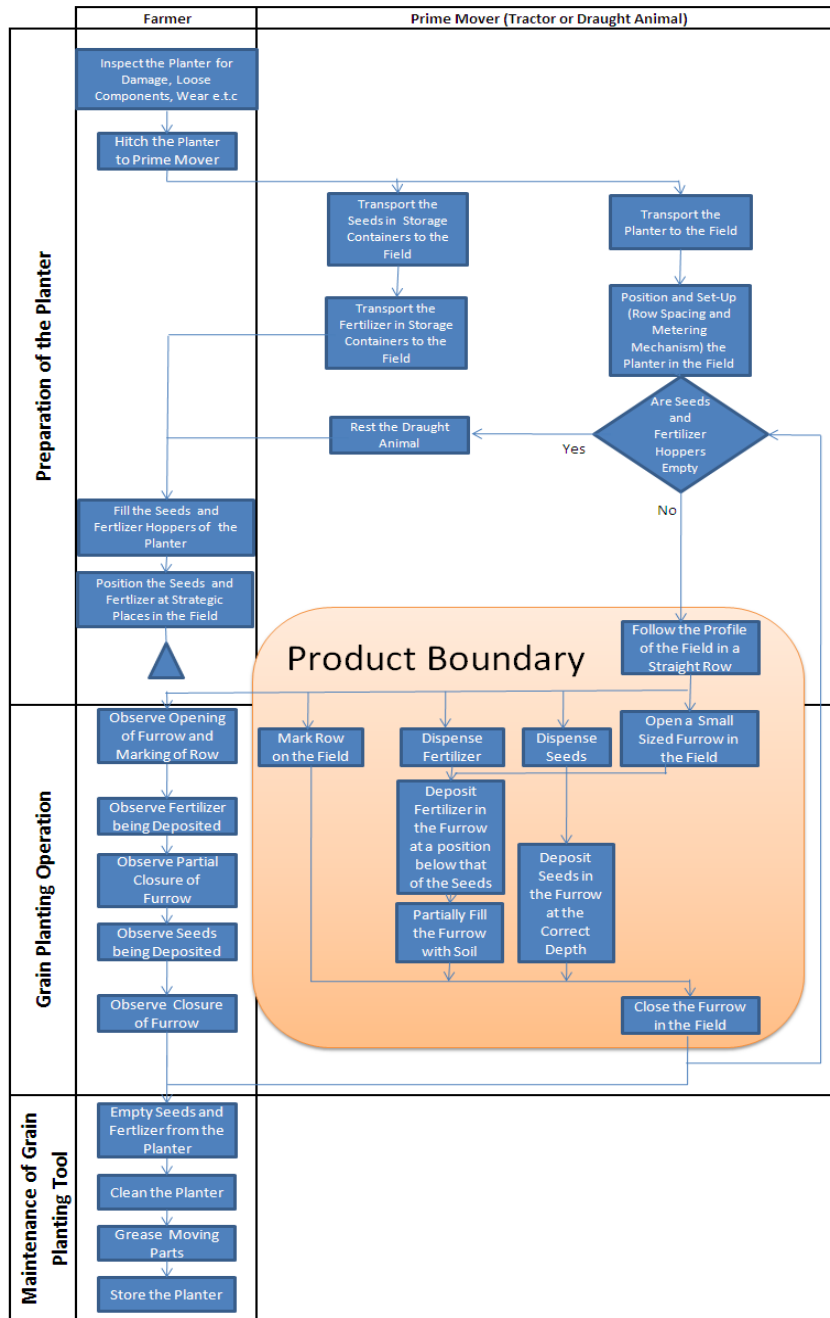 Farmer
Prime Mover (Tractor or Draught Animal)
Preparation of the Planter
Inspect the Planter for
Damage, Loose
Components, Wear e.t.c
Hitch the Planter
to Prime Mover
Transport the
Seeds in Storage
Containers to the
Field
Transport the
Planter to the Field
Transport the
Fertilizer in Storage
Containers to the
Field
Position and Set-Up
(Row Spacing and
Metering
Mechanism) the
Planter in the Field
Are Seeds
and
Fertilizer
Hoppers
Empty
Yes
Rest the Draught
Animal
No
Fill the Seeds and
Fertlizer Hoppers of the
Planter
Position the Seeds and
Fertlizer at Strategic
Places in the Field
Product Boundary
Follow the Profile
of the Field in a
Straight Row
Grain Planting Operation
Observe Opening
of Furrow and
Marking of Row
Mark Row
on the Field
Dispense
Fertilizer
Dispense
Seeds
Open a Small
Sized Furrow in
the Field
Observe Fertilizer
being Deposited
Deposit
Fertilizer in
the Furrow
at a position
below that
of the Seeds
Observe Partial
Closure of
Furrow
Deposit
Seeds in
the Furrow
at the
Correct
Depth
Partially Fill
the Furrow
with Soil
Observe Seeds
being Deposited
Observe Closure
of Furrow
Close the Furrow
in the Field
Maintenance of Grain
Planting Tool
Empty Seeds and
Fertlizer from the
Planter
Clean the Planter
Grease Moving
Parts
Store the Planter